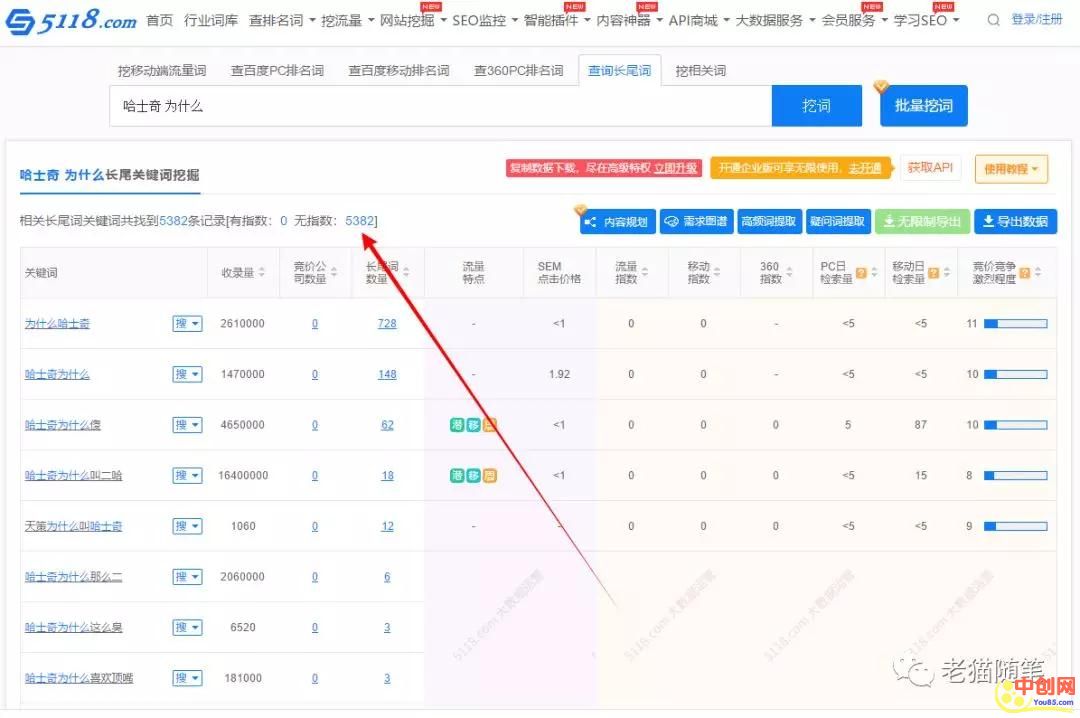 5118.com 首页 行业词库 查排名词 挖流量 网站挖掘 NEW SEO监控 智能插件 NEW 内容神器 NEW API商城 大数据服务 会员服务 NEW 学习SEO NEW 登录/注册
挖移动端流量词 查百度PC排名词 查百度移动排名词 查360PC排名词 查询长尾词 挖相关词
哈士奇 为什么 挖词 批量挖词
哈士奇 为什么长尾关键词挖掘 复制数据下载，尽在高级特权 立即升级 开通企业版可享无限使用，去开通 获取API 使用教程
相关长尾词关键词共找到5382条记录[有指数：0 无指数：5382] 内容规划 需求图谱 高频词提取 疑问词提取 无限制导出 导出数据
关键词 收录量 竞价公司数量 长尾词数量 流量特点 SEM点击价格 流量指数 移动指数 360指数 PC日检索量 移动日检索量 竞价竞争激烈程度
为什么哈士奇 搜 2610000 0 728 - <1 0 0 - <5 <5 11
哈士奇为什么 搜 1470000 0 148 - 1.92 0 0 - <5 <5 10
哈士奇为什么傻 搜 4650000 0 62 潜 移 <1 0 0 0 5 87 10
哈士奇为什么叫二哈 搜 16400000 0 18 潜 移 周 <1 0 0 0 <5 15 8
天策为什么叫哈士奇 搜 1060 0 12 - - 0 0 0 <5 <5 9
哈士奇为什么那么二 搜 2060000 0 6
哈士奇为什么这么臭 搜 6520 0 3
哈士奇为什么喜欢顶嘴 搜 181000 0 3
5118.com 大数据运营 5118.com 大数据运营 5118.com 大数据运营
老猫随笔
中创网
You85.com